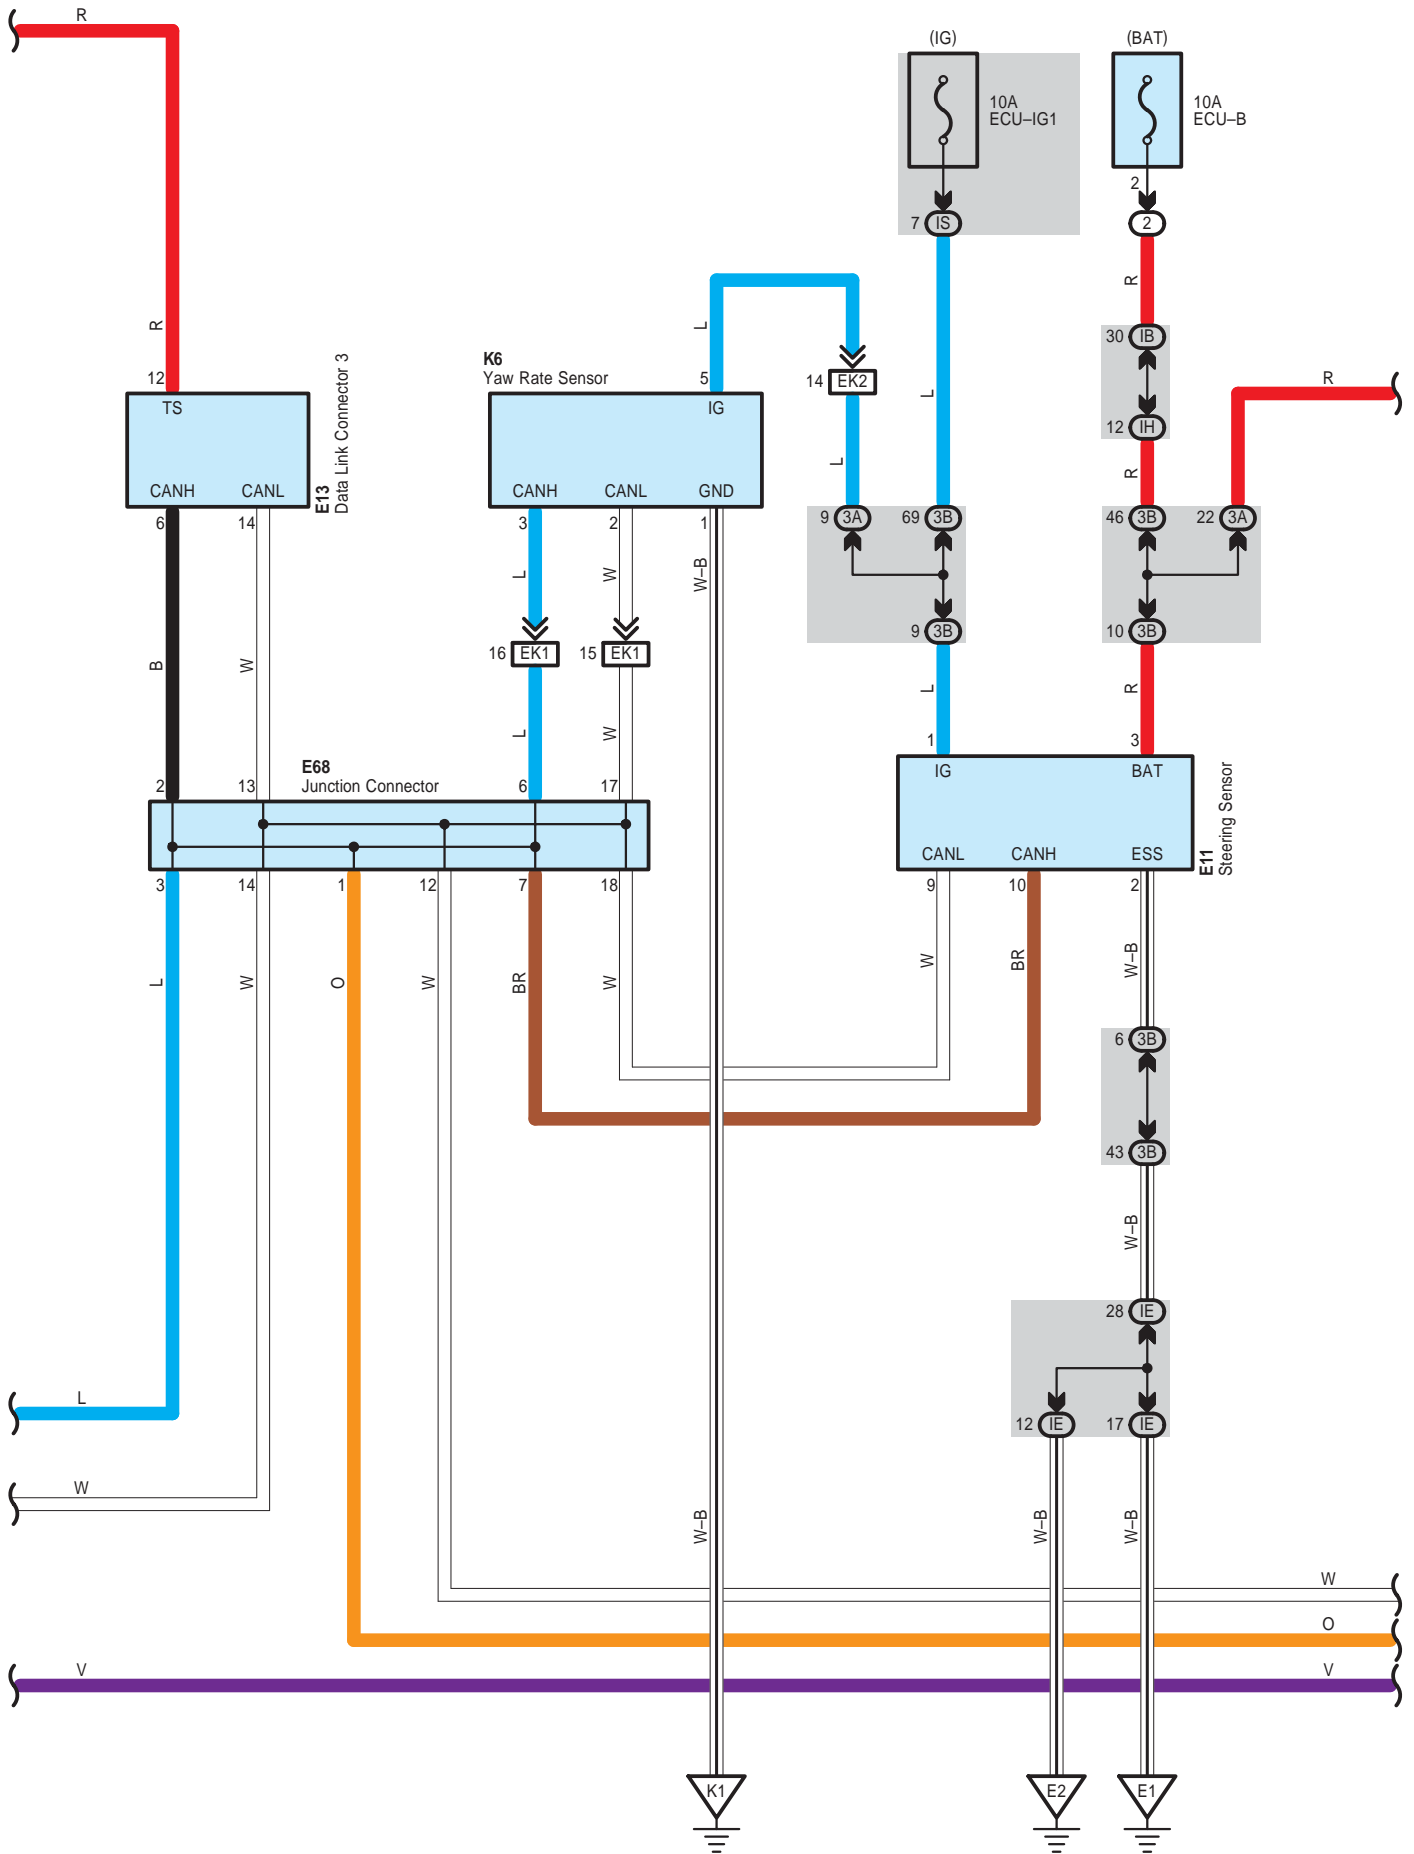 R
(IG)
(BAT)
10A
ECU–IG1
10A
ECU–B
2
7 IS
2
R
R
L
30 IB
K6
Yaw Rate Sensor
12
5
14 EK2
R
TS
IG
L
12 IH
E13
Data Link Connector 3
L
R
CANH CANL
CANH CANL GND
6
14
3
2
1
9 3A
69 3B
46 3B
22 3A
L
W
W–B
9 3B
10 3B
16 EK1
15 EK1
B
W
L
R
L
W
1
3
E68
Junction Connector
2
13
6
17
IG BAT
E11
Steering Sensor
CANL CANH ESS
3
14
1
12
7
18
9
10
2
L
W
O
W
BR
W
W
BR
W–B
6 3B
43 3B
W–B
28 IE
L
12 IE
17 IE
W
W–B
W–B
W–B
W
O
V
V
K1
E2
E1